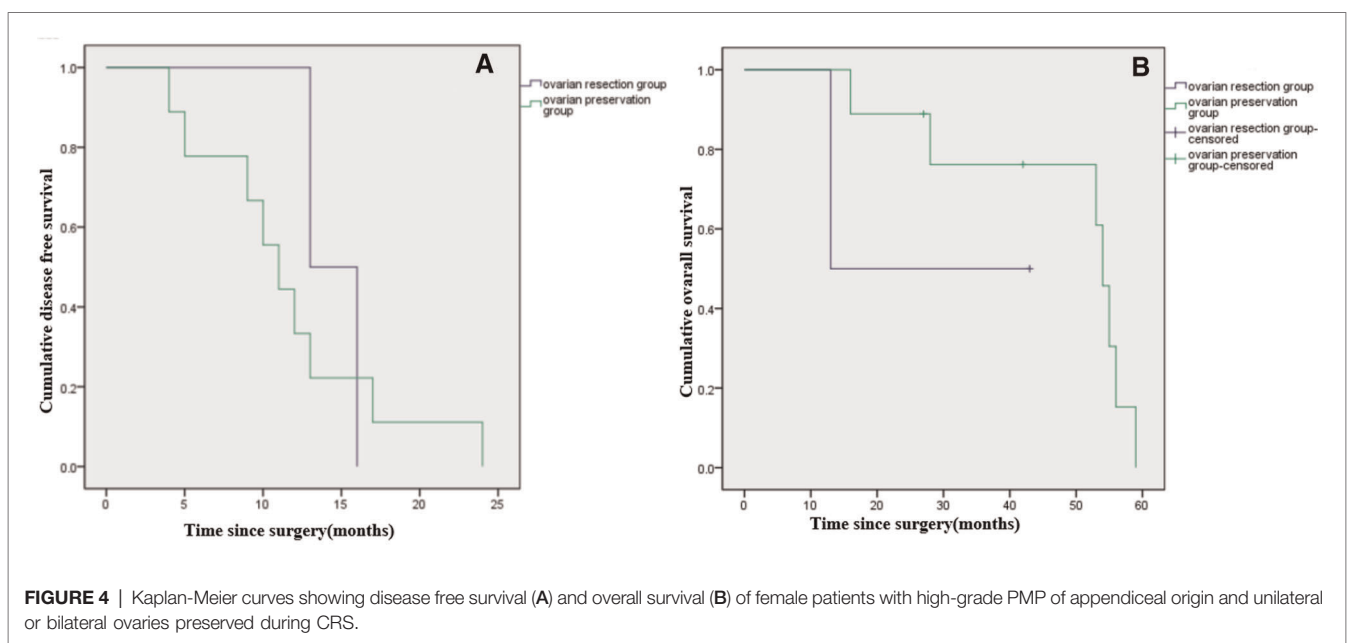 A
1.0
0.8
0.6
0.4
0.2
0.0
0 5 10 15 20 25
Cumulative disease free survival
Time since surgery(months)
ovarian resection group
ovarian preservation
group
B
1.0
0.8
0.6
0.4
0.2
0.0
0 10 20 30 40 50 60
Cumulative ovarall survival
Time since surgery(months)
ovarian resection group
ovarian preservation
group
ovarian resection group-
censored
ovarian preservation
group-censored
FIGURE 4 | Kaplan-Meier curves showing disease free survival (A) and overall survival (B) of female patients with high-grade PMP of appendiceal origin and unilateral
or bilateral ovaries preserved during CRS.